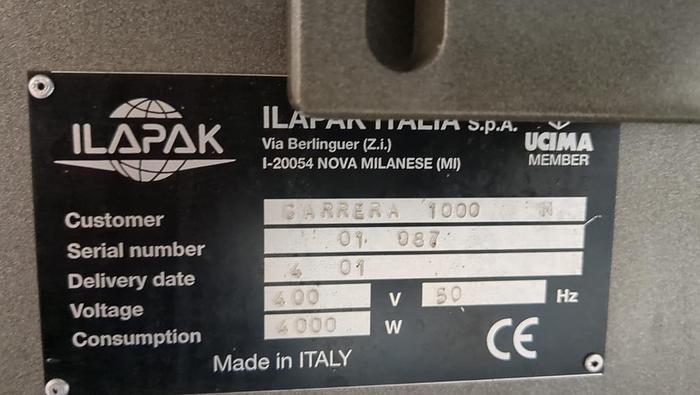 ILAPAK
ILAPAK ITALIA S.p.A.
Via Berlinguer (Z.i.)
I-20054 NOVA MILANESE (MI)
UCIMA
MEMBER
Customer CARRERA 1000 M
Serial number 01 087
Delivery date 4 01
Voltage 400 V 50 Hz
Consumption 4000 W
Made in ITALY CE